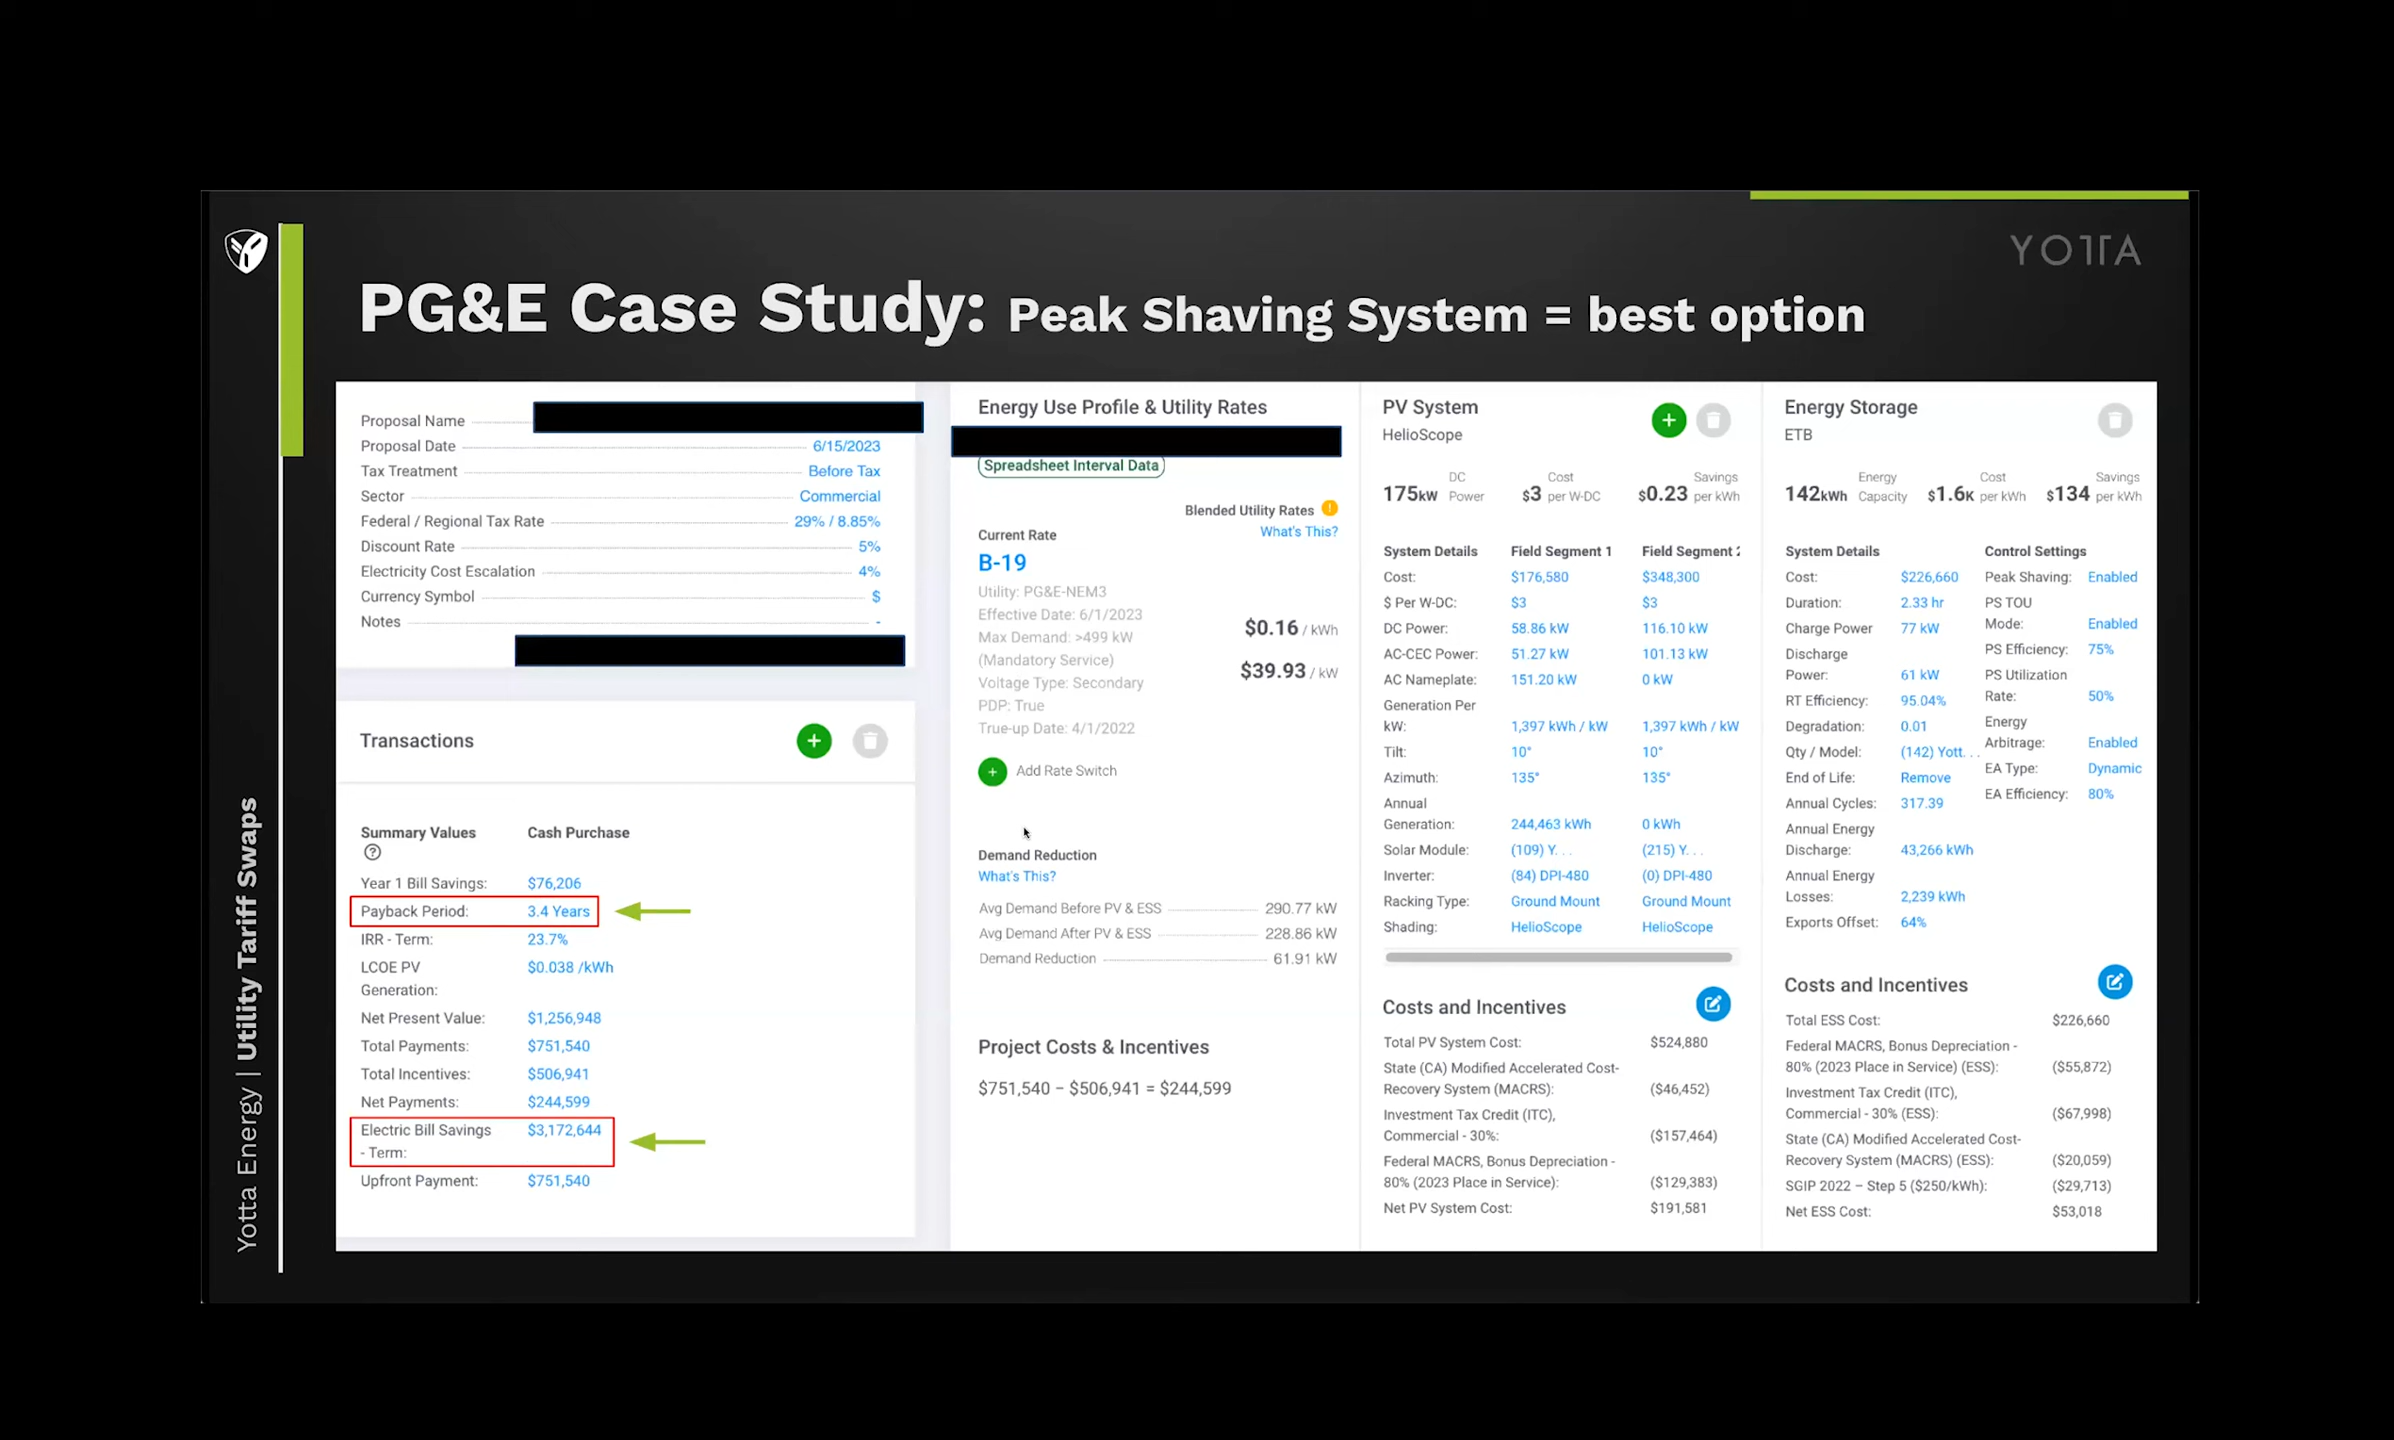 YOTTA
PG&E Case Study: Peak Shaving System = best option
Yotta Energy | Utility Tariff Swaps
Proposal Name
Proposal Date 6/15/2023
Tax Treatment Before Tax
Sector Commercial
Federal / Regional Tax Rate 29% / 8.85%
Discount Rate 5%
Electricity Cost Escalation 4%
Currency Symbol $
Notes -
Transactions
Summary Values Cash Purchase
Year 1 Bill Savings: $76,206
Payback Period: 3.4 Years
IRR - Term: 23.7%
LCOE PV $0.038 /kWh
Generation:
Net Present Value: $1,256,948
Total Payments: $751,540
Total Incentives: $506,941
Net Payments: $244,599
Electric Bill Savings $3,172,644
- Term:
Upfront Payment: $751,540
Energy Use Profile & Utility Rates
Spreadsheet Interval Data
Blended Utility Rates
What's This?
Current Rate
B-19
Utility: PG&E-NEM3
Effective Date: 6/1/2023
$0.16 / kWh
Max Demand: >499 kW
(Mandatory Service)
$39.93 / kW
Voltage Type: Secondary
PDP: True
True-up Date: 4/1/2022
Add Rate Switch
Demand Reduction
What's This?
Avg Demand Before PV & ESS 290.77 kW
Avg Demand After PV & ESS 228.86 kW
Demand Reduction 61.91 kW
Project Costs & Incentives
$751,540 – $506,941 = $244,599
PV System
HelioScope
175kW DC Power $3 Cost per W-DC $0.23 Savings per kWh
System Details Field Segment 1 Field Segment 2
Cost: $176,580 $348,300
$ Per W-DC: $3 $3
DC Power: 58.86 kW 116.10 kW
AC-CEC Power: 51.27 kW 101.13 kW
AC Nameplate: 151.20 kW 0 kW
Generation Per
kW: 1,397 kWh / kW 1,397 kWh / kW
Tilt: 10° 10°
Azimuth: 135° 135°
Annual
Generation: 244,463 kWh 0 kWh
Solar Module: (109) Y. . . (215) Y. . .
Inverter: (84) DPI-480 (0) DPI-480
Racking Type: Ground Mount Ground Mount
Shading: HelioScope HelioScope
Costs and Incentives
Total PV System Cost: $524,880
State (CA) Modified Accelerated Cost-
Recovery System (MACRS): ($46,452)
Investment Tax Credit (ITC),
Commercial - 30%: ($157,464)
Federal MACRS, Bonus Depreciation -
80% (2023 Place in Service): ($129,383)
Net PV System Cost: $191,581
Energy Storage
ETB
142kWh Energy Capacity $1.6K Cost per kWh $134 Savings per kWh
System Details
Cost: $226,660
Duration: 2.33 hr
Charge Power 77 kW
Discharge
Power: 61 kW
RT Efficiency: 95.04%
Degradation: 0.01
Qty / Model: (142) Yott. . .
End of Life: Remove
Annual Cycles: 317.39
Annual Energy
Discharge: 43,266 kWh
Annual Energy
Losses: 2,239 kWh
Exports Offset: 64%
Control Settings
Peak Shaving: Enabled
PS TOU
Mode: Enabled
PS Efficiency: 75%
PS Utilization
Rate: 50%
Energy
Arbitrage: Enabled
EA Type: Dynamic
EA Efficiency: 80%
Costs and Incentives
Total ESS Cost: $226,660
Federal MACRS, Bonus Depreciation -
80% (2023 Place in Service) (ESS): ($55,872)
Investment Tax Credit (ITC),
Commercial - 30% (ESS): ($67,998)
State (CA) Modified Accelerated Cost-
Recovery System (MACRS) (ESS): ($20,059)
SGIP 2022 – Step 5 ($250/kWh): ($29,713)
Net ESS Cost: $53,018